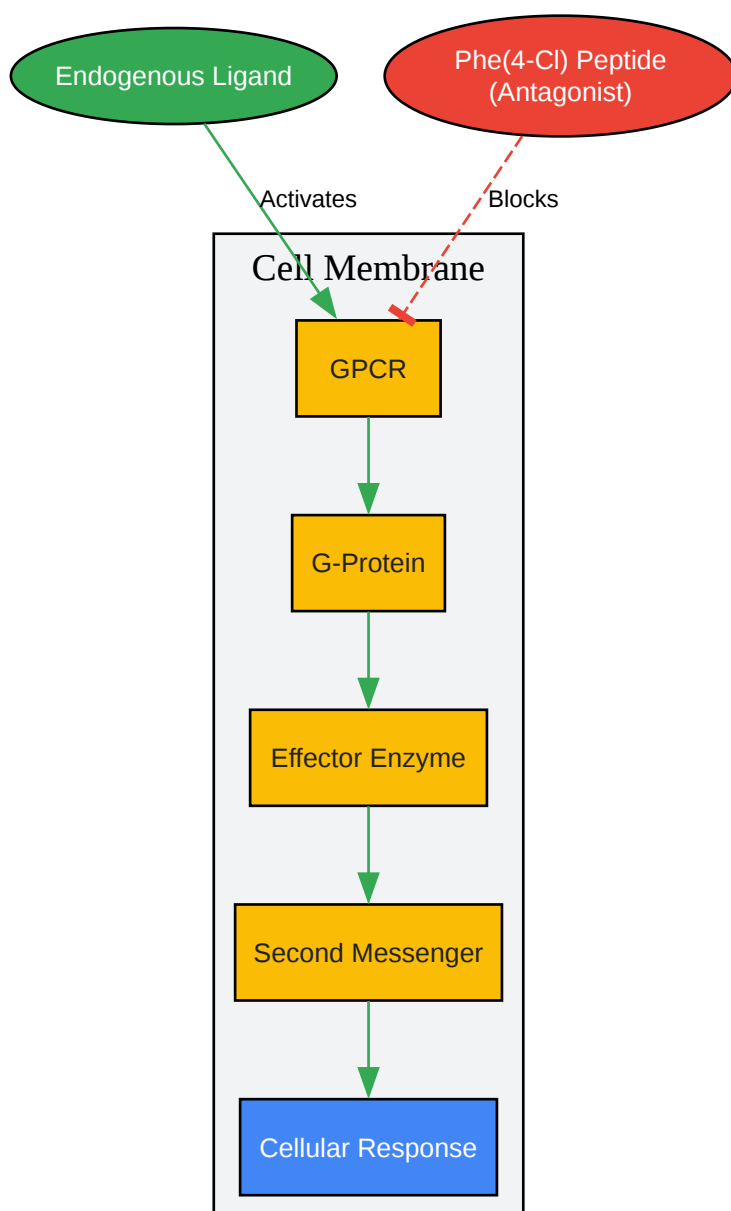 Endogenous Ligand
Phe(4-Cl) Peptide
(Antagonist)
Activates
Blocks
Cell Membrane
GPCR
G-Protein
Effector Enzyme
Second Messenger
Cellular Response